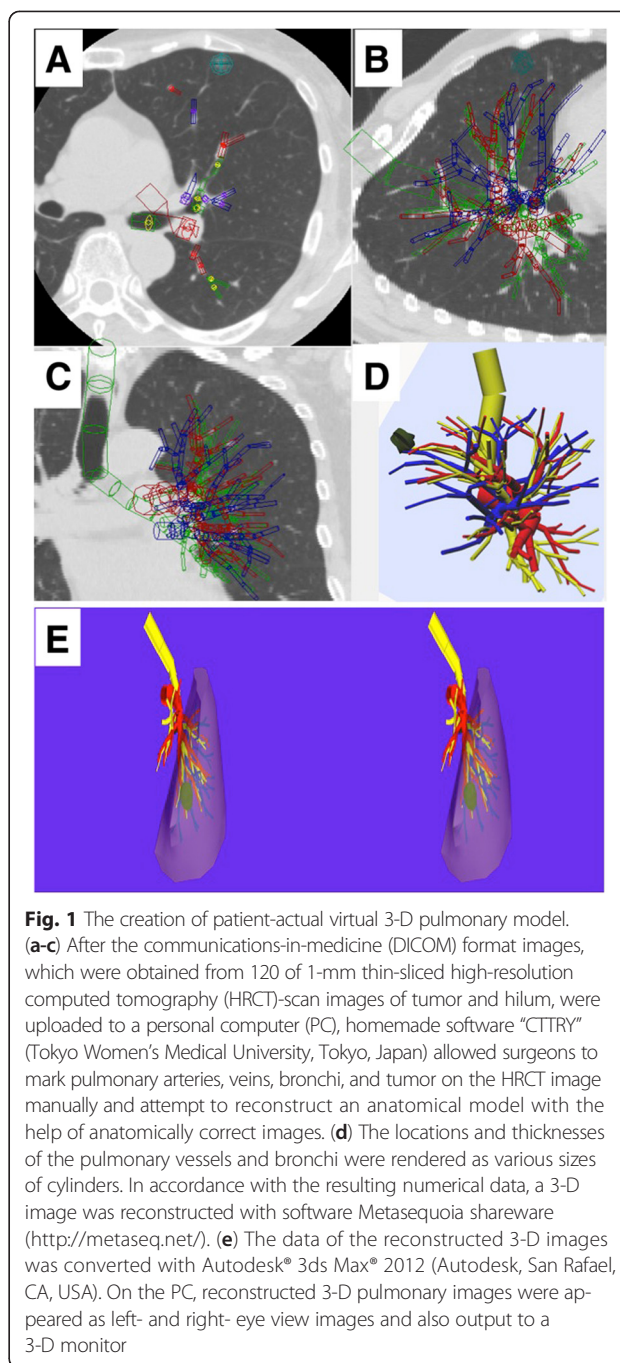 A
B
C
D
E
Fig. 1 The creation of patient-actual virtual 3-D pulmonary model.
(a-c) After the communications-in-medicine (DICOM) format images,
which were obtained from 120 of 1-mm thin-sliced high-resolution
computed tomography (HRCT)-scan images of tumor and hilum, were
uploaded to a personal computer (PC), homemade software “CTTRY”
(Tokyo Women’s Medical University, Tokyo, Japan) allowed surgeons to
mark pulmonary arteries, veins, bronchi, and tumor on the HRCT image
manually and attempt to reconstruct an anatomical model with the
help of anatomically correct images. (d) The locations and thicknesses
of the pulmonary vessels and bronchi were rendered as various sizes
of cylinders. In accordance with the resulting numerical data, a 3-D
image was reconstructed with software Metasequoia shareware
(http://metaseq.net/). (e) The data of the reconstructed 3-D images
was converted with Autodesk® 3ds Max® 2012 (Autodesk, San Rafael,
CA, USA). On the PC, reconstructed 3-D pulmonary images were ap-
peared as left- and right- eye view images and also output to a
3-D monitor